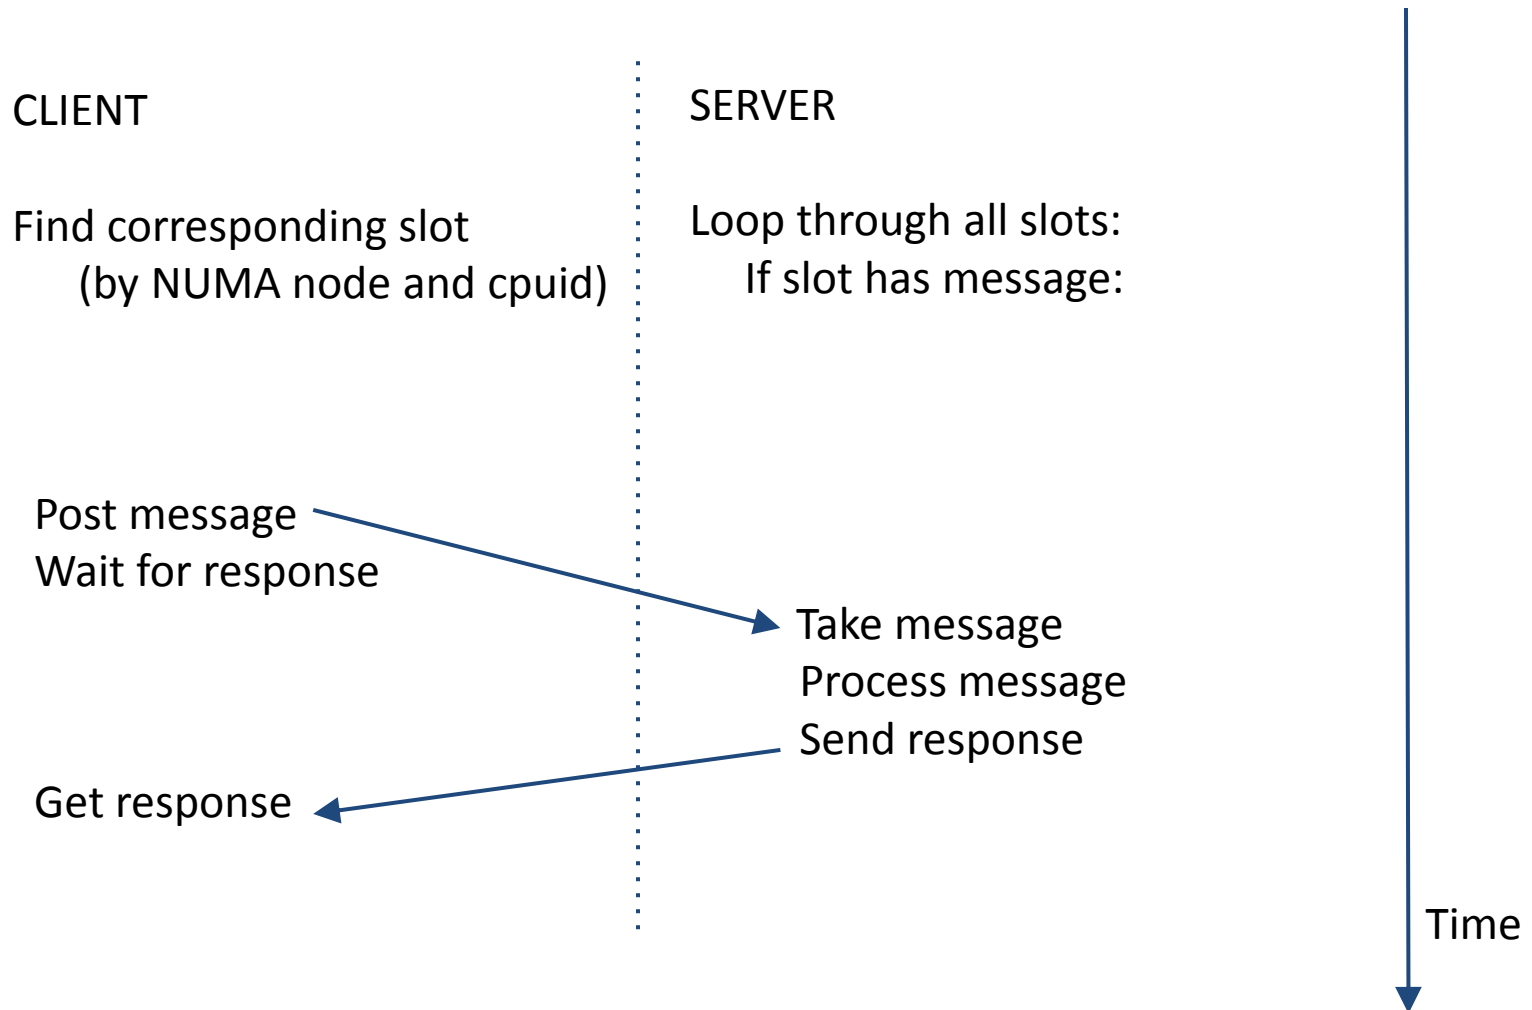 CLIENT
Find corresponding slot
(by NUMA node and cpuid)
Post message
Wait for response
Get response
SERVER
Loop through all slots:
If slot has message:
Take message
Process message
Send response
Time